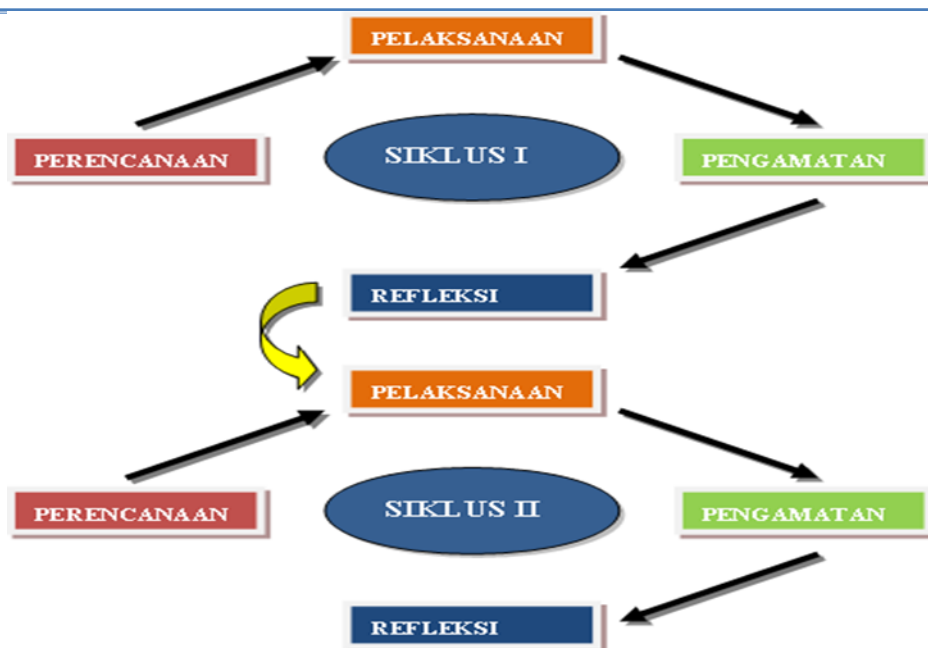 PELAKSANAAN
PERENCANAAN
SIKLUS I
PENGAMATAN
REFLEKSI
PELAKSANAAN
PERENCANAAN
SIKLUS II
PENGAMATAN
REFLEKSI